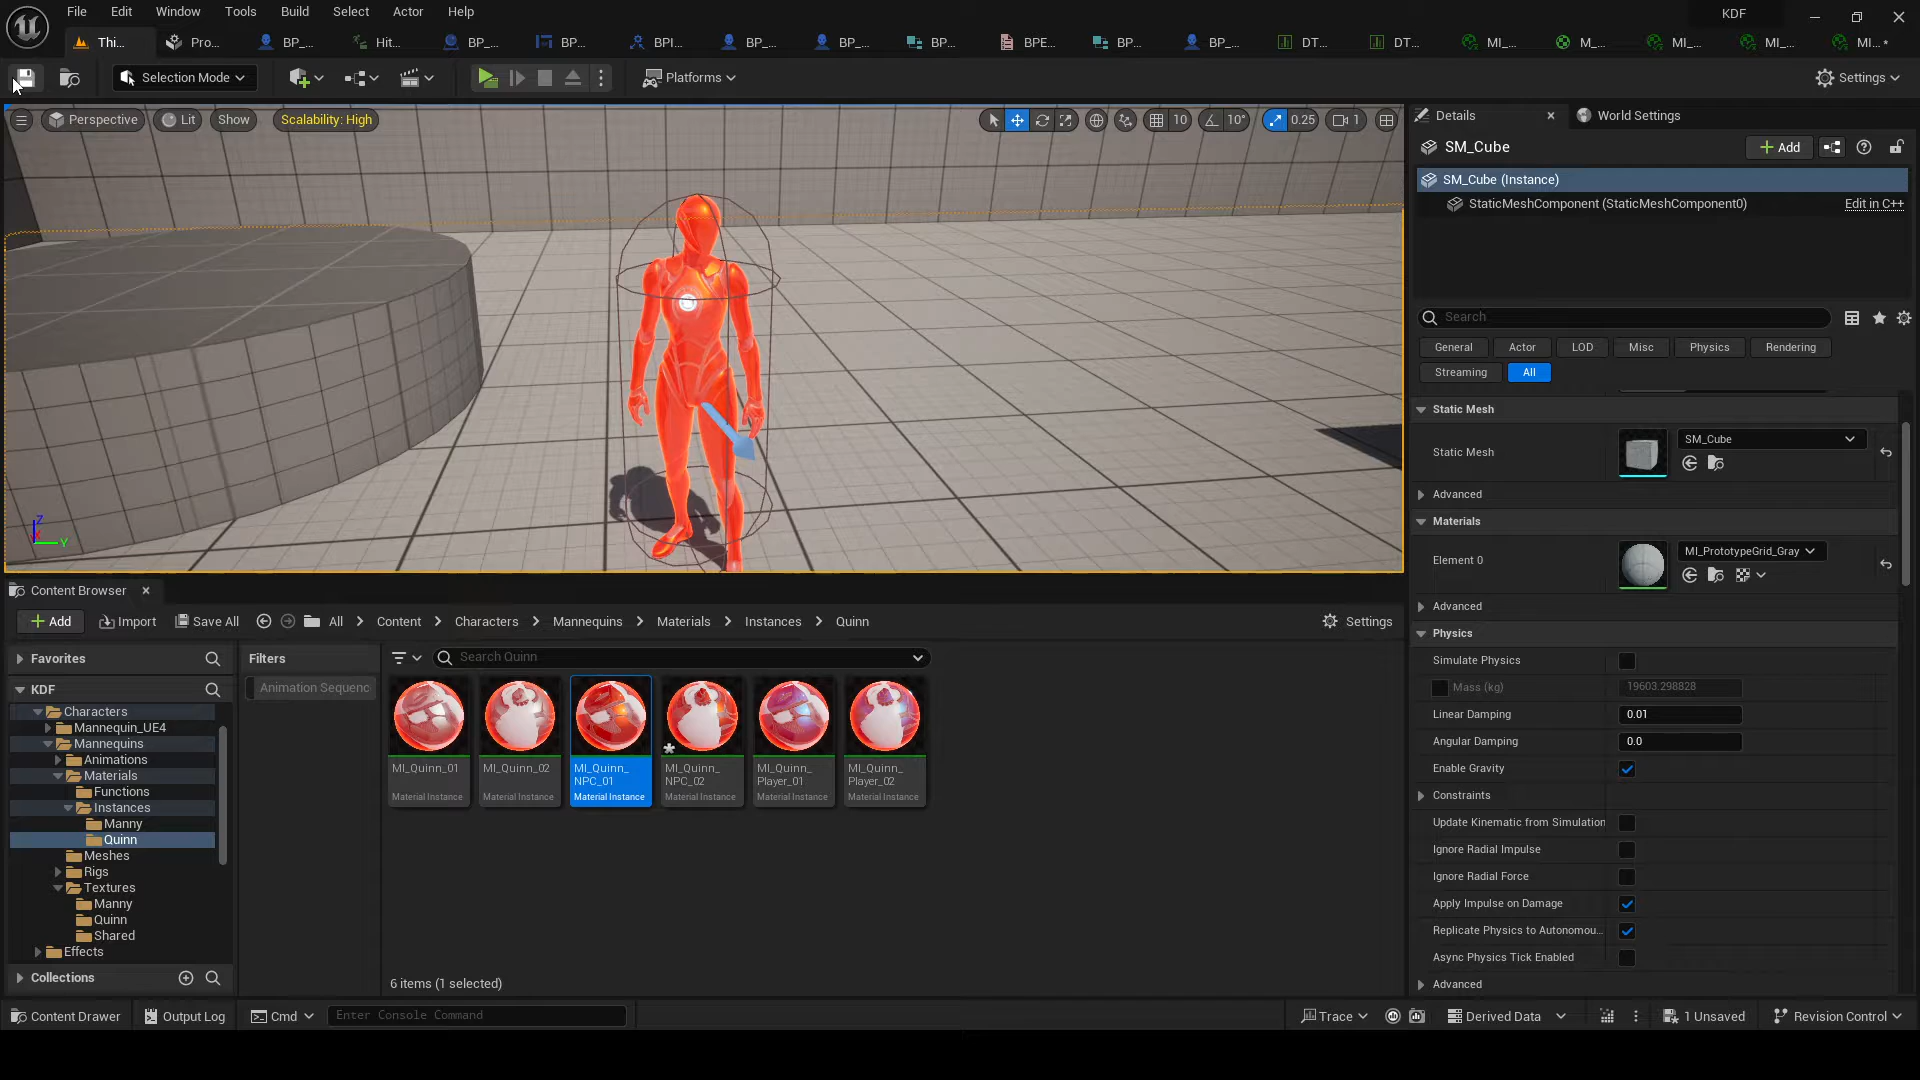 File Edit Window Tools Build Select Actor Help
KDF
Thi...
Pro...
BP_...
Hit...
BP_...
BP...
BPI...
BP_...
BP_...
BP...
BPE...
BP...
BP_...
DT...
DT...
MI_...
M_...
MI_...
MI_...
MI...*
Selection Mode
Platforms
Settings
Perspective
Lit
Show
Scalability: High
10
10°
0.25
1
Z
Y
Details
World Settings
SM_Cube
Add
SM_Cube (Instance)
StaticMeshComponent (StaticMeshComponent0)
Edit in C++
Search
General
Actor
LOD
Misc
Physics
Rendering
Streaming
All
Static Mesh
Static Mesh
SM_Cube
Advanced
Materials
Element 0
MI_PrototypeGrid_Gray
Advanced
Physics
Simulate Physics
Mass (kg)
19603.298828
Linear Damping
0.01
Angular Damping
0.0
Enable Gravity
Constraints
Update Kinematic from Simulation
Ignore Radial Impulse
Ignore Radial Force
Apply Impulse on Damage
Replicate Physics to Autonomou...
Async Physics Tick Enabled
Advanced
Content Browser
Add
Import
Save All
All
Content
Characters
Mannequins
Materials
Instances
Quinn
Settings
Favorites
KDF
Characters
Mannequin_UE4
Mannequins
Animations
Materials
Functions
Instances
Manny
Quinn
Meshes
Rigs
Textures
Manny
Quinn
Shared
Effects
Collections
Filters
Animation Sequenc
Search Quinn
MI_Quinn_01
Material Instance
MI_Quinn_02
Material Instance
MI_Quinn_
NPC_01
Material Instance
MI_Quinn_
NPC_02
Material Instance
MI_Quinn_
Player_01
Material Instance
MI_Quinn_
Player_02
Material Instance
6 items (1 selected)
Content Drawer
Output Log
Cmd
Enter Console Command
Trace
Derived Data
1 Unsaved
Revision Control